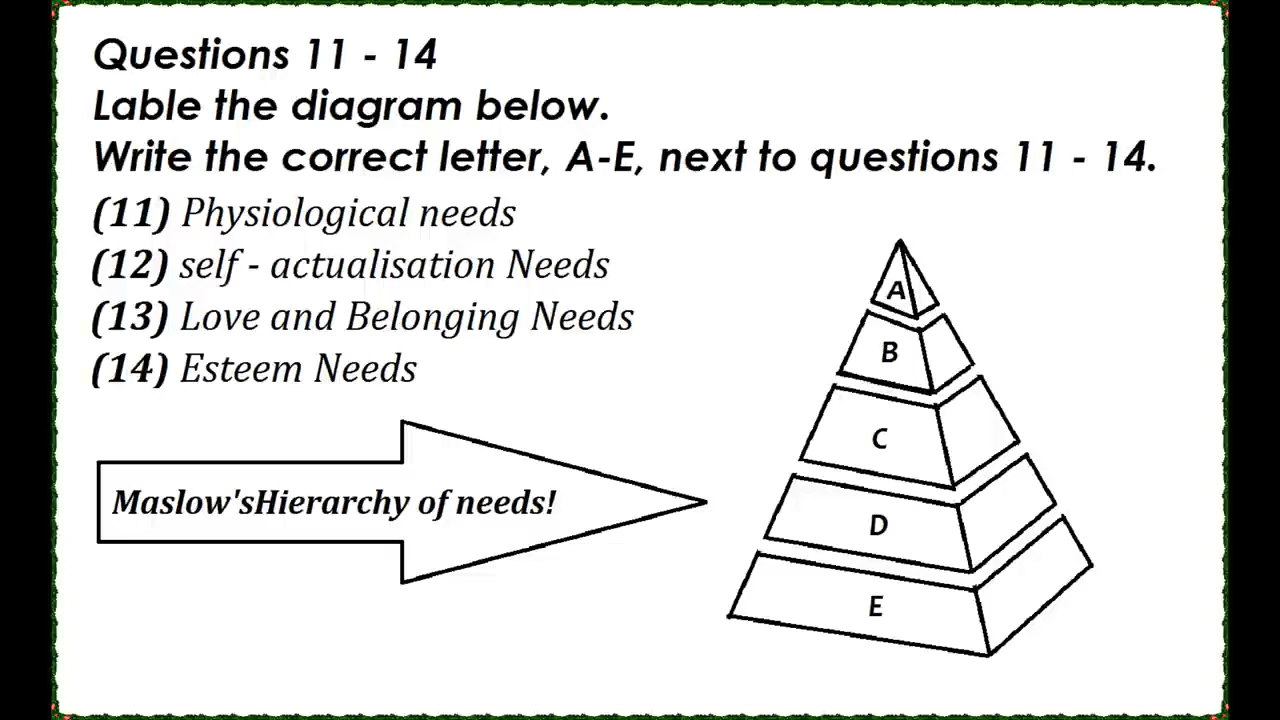 Questions 11 - 14
Lable the diagram below.
Write the correct letter, A-E, next to questions 11 - 14.
(11) Physiological needs
(12) self - actualisation Needs
(13) Love and Belonging Needs
(14) Esteem Needs
Maslow'sHierarchy of needs!
A
B
C
D
E